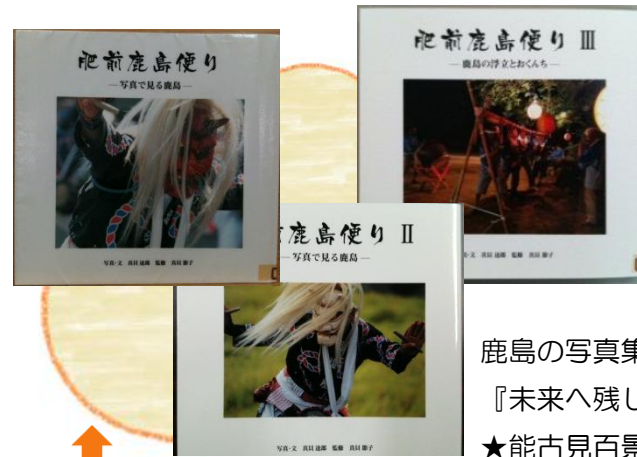 肥前鹿島便り
―写真で見る鹿島―
肥前鹿島便り Ⅲ
―鹿島の浮立とおくんち―
鹿島便り Ⅱ
―写真で見る鹿島―
鹿島の写真集
『未来へ残し
★能古見百景